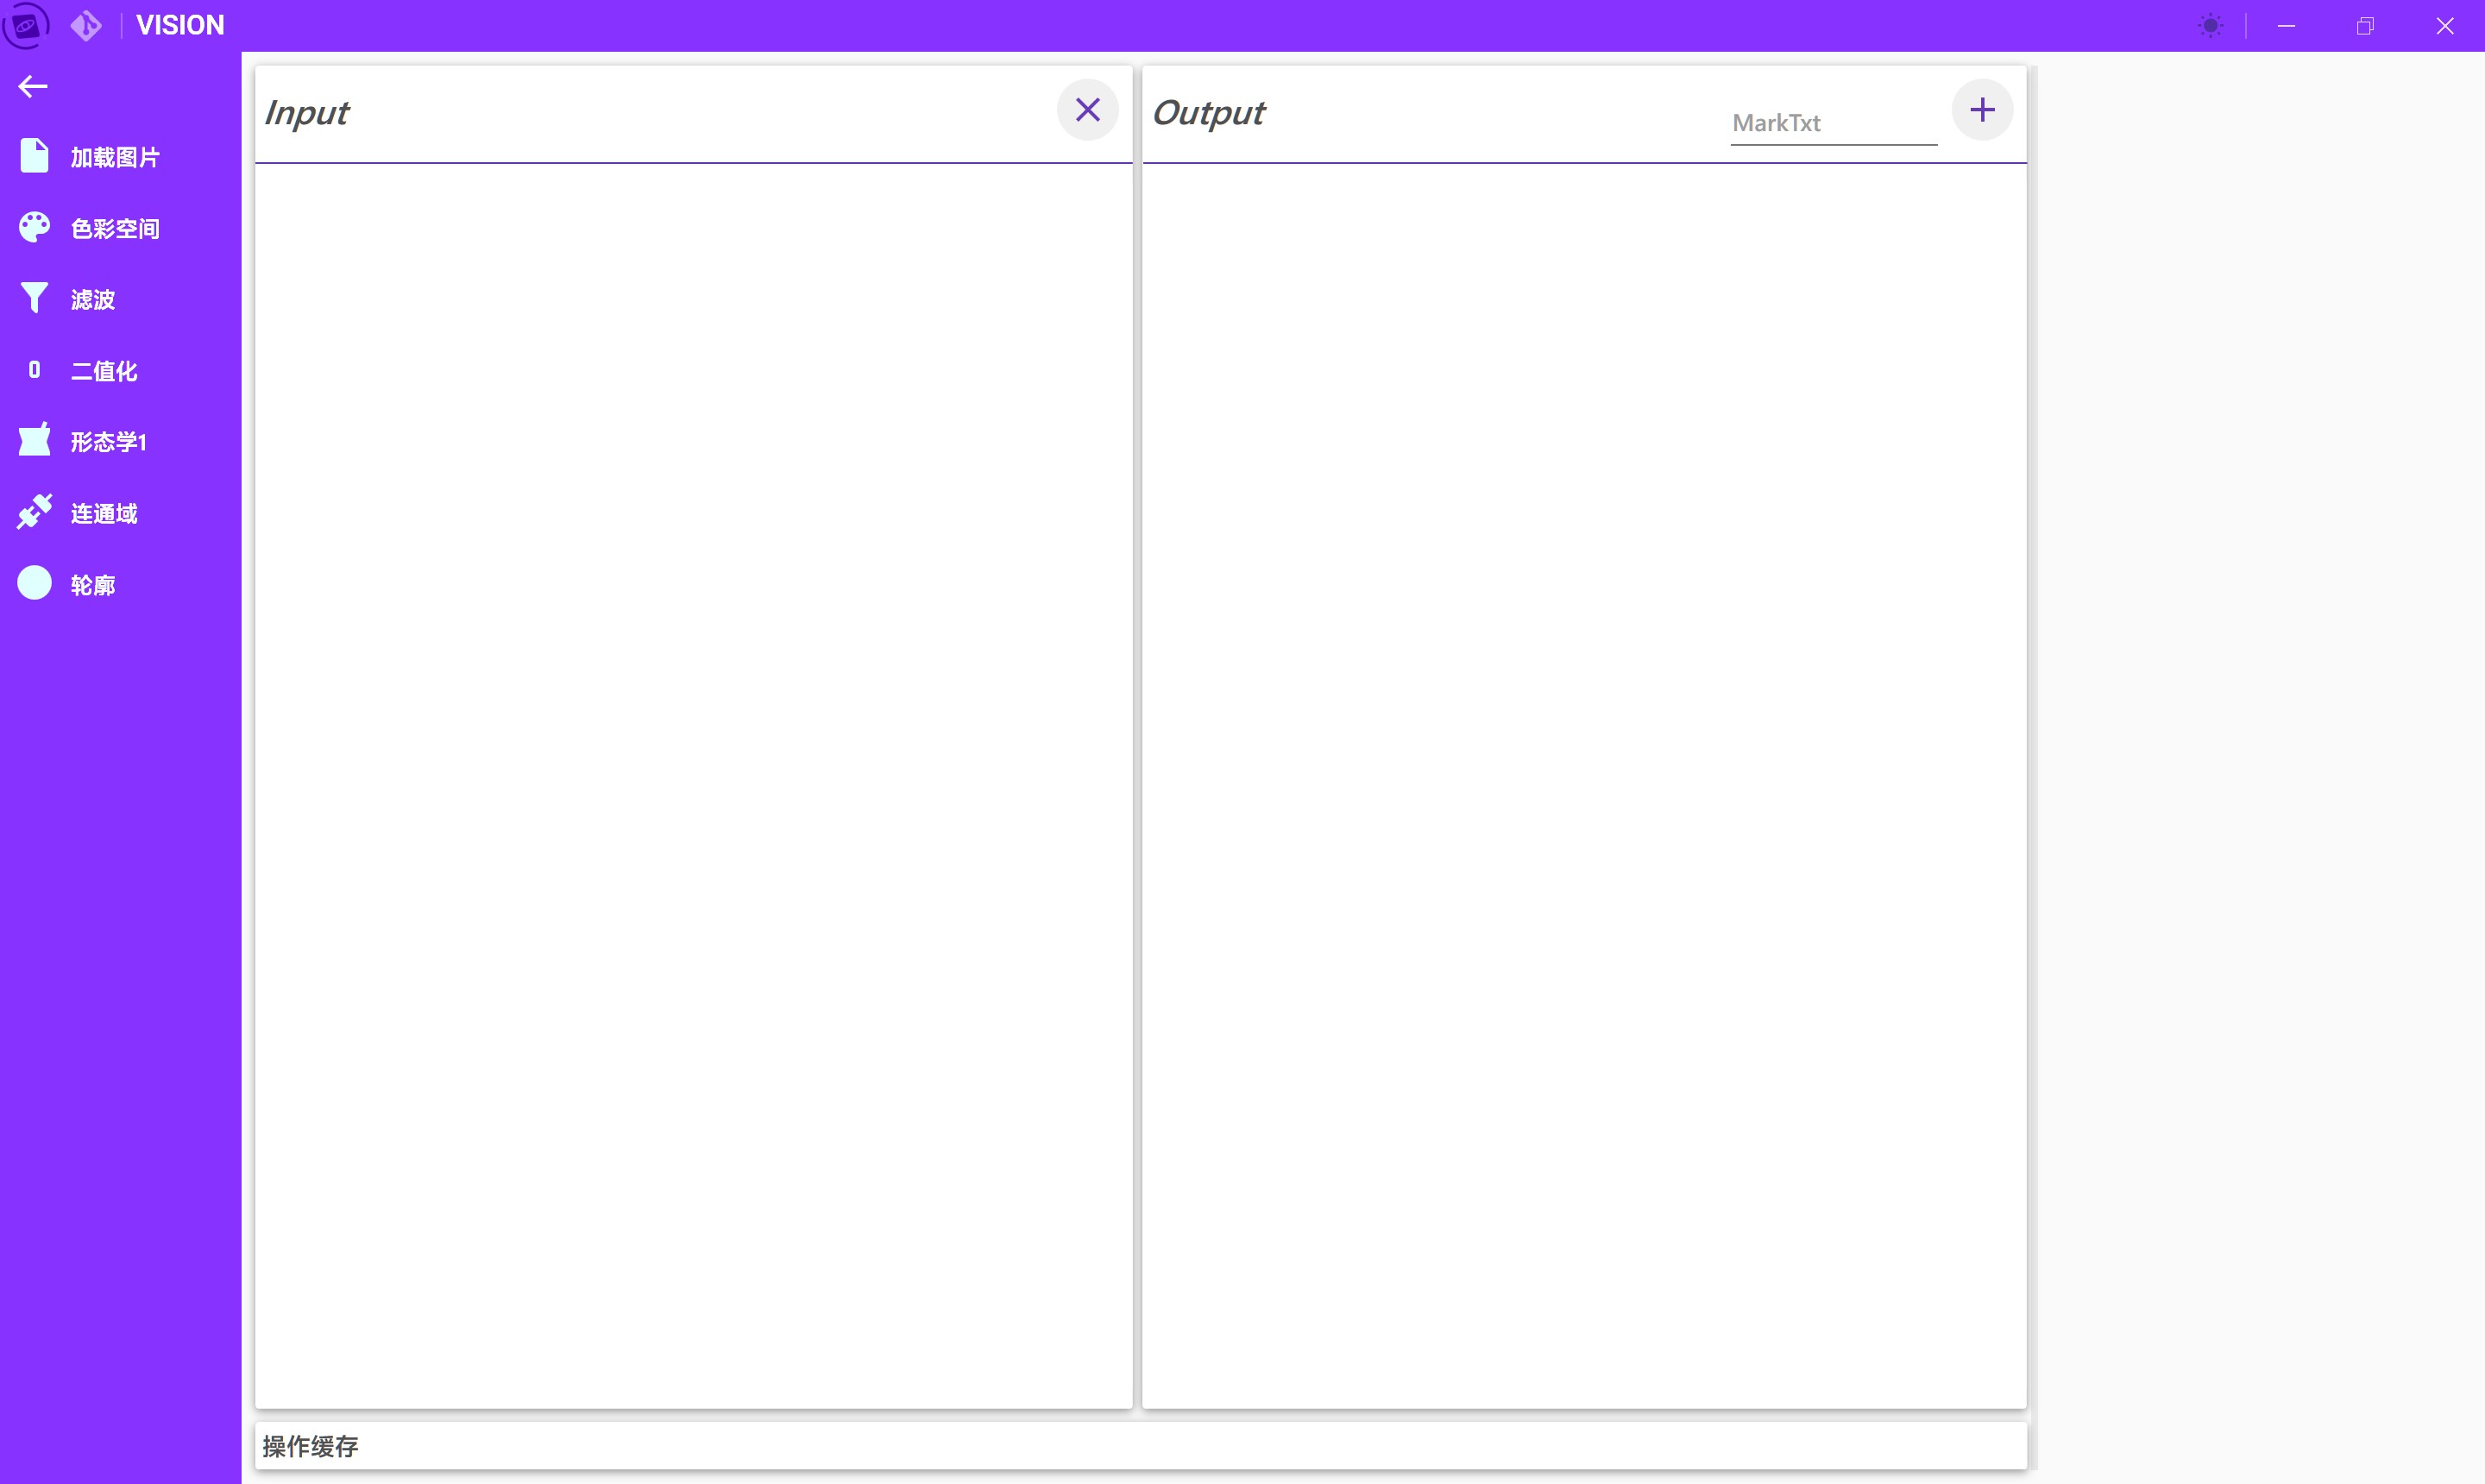 VISION
加载图片
色彩空间
滤波
0 二值化
形态学1
连通域
轮廓
Input
Output
MarkTxt
操作缓存